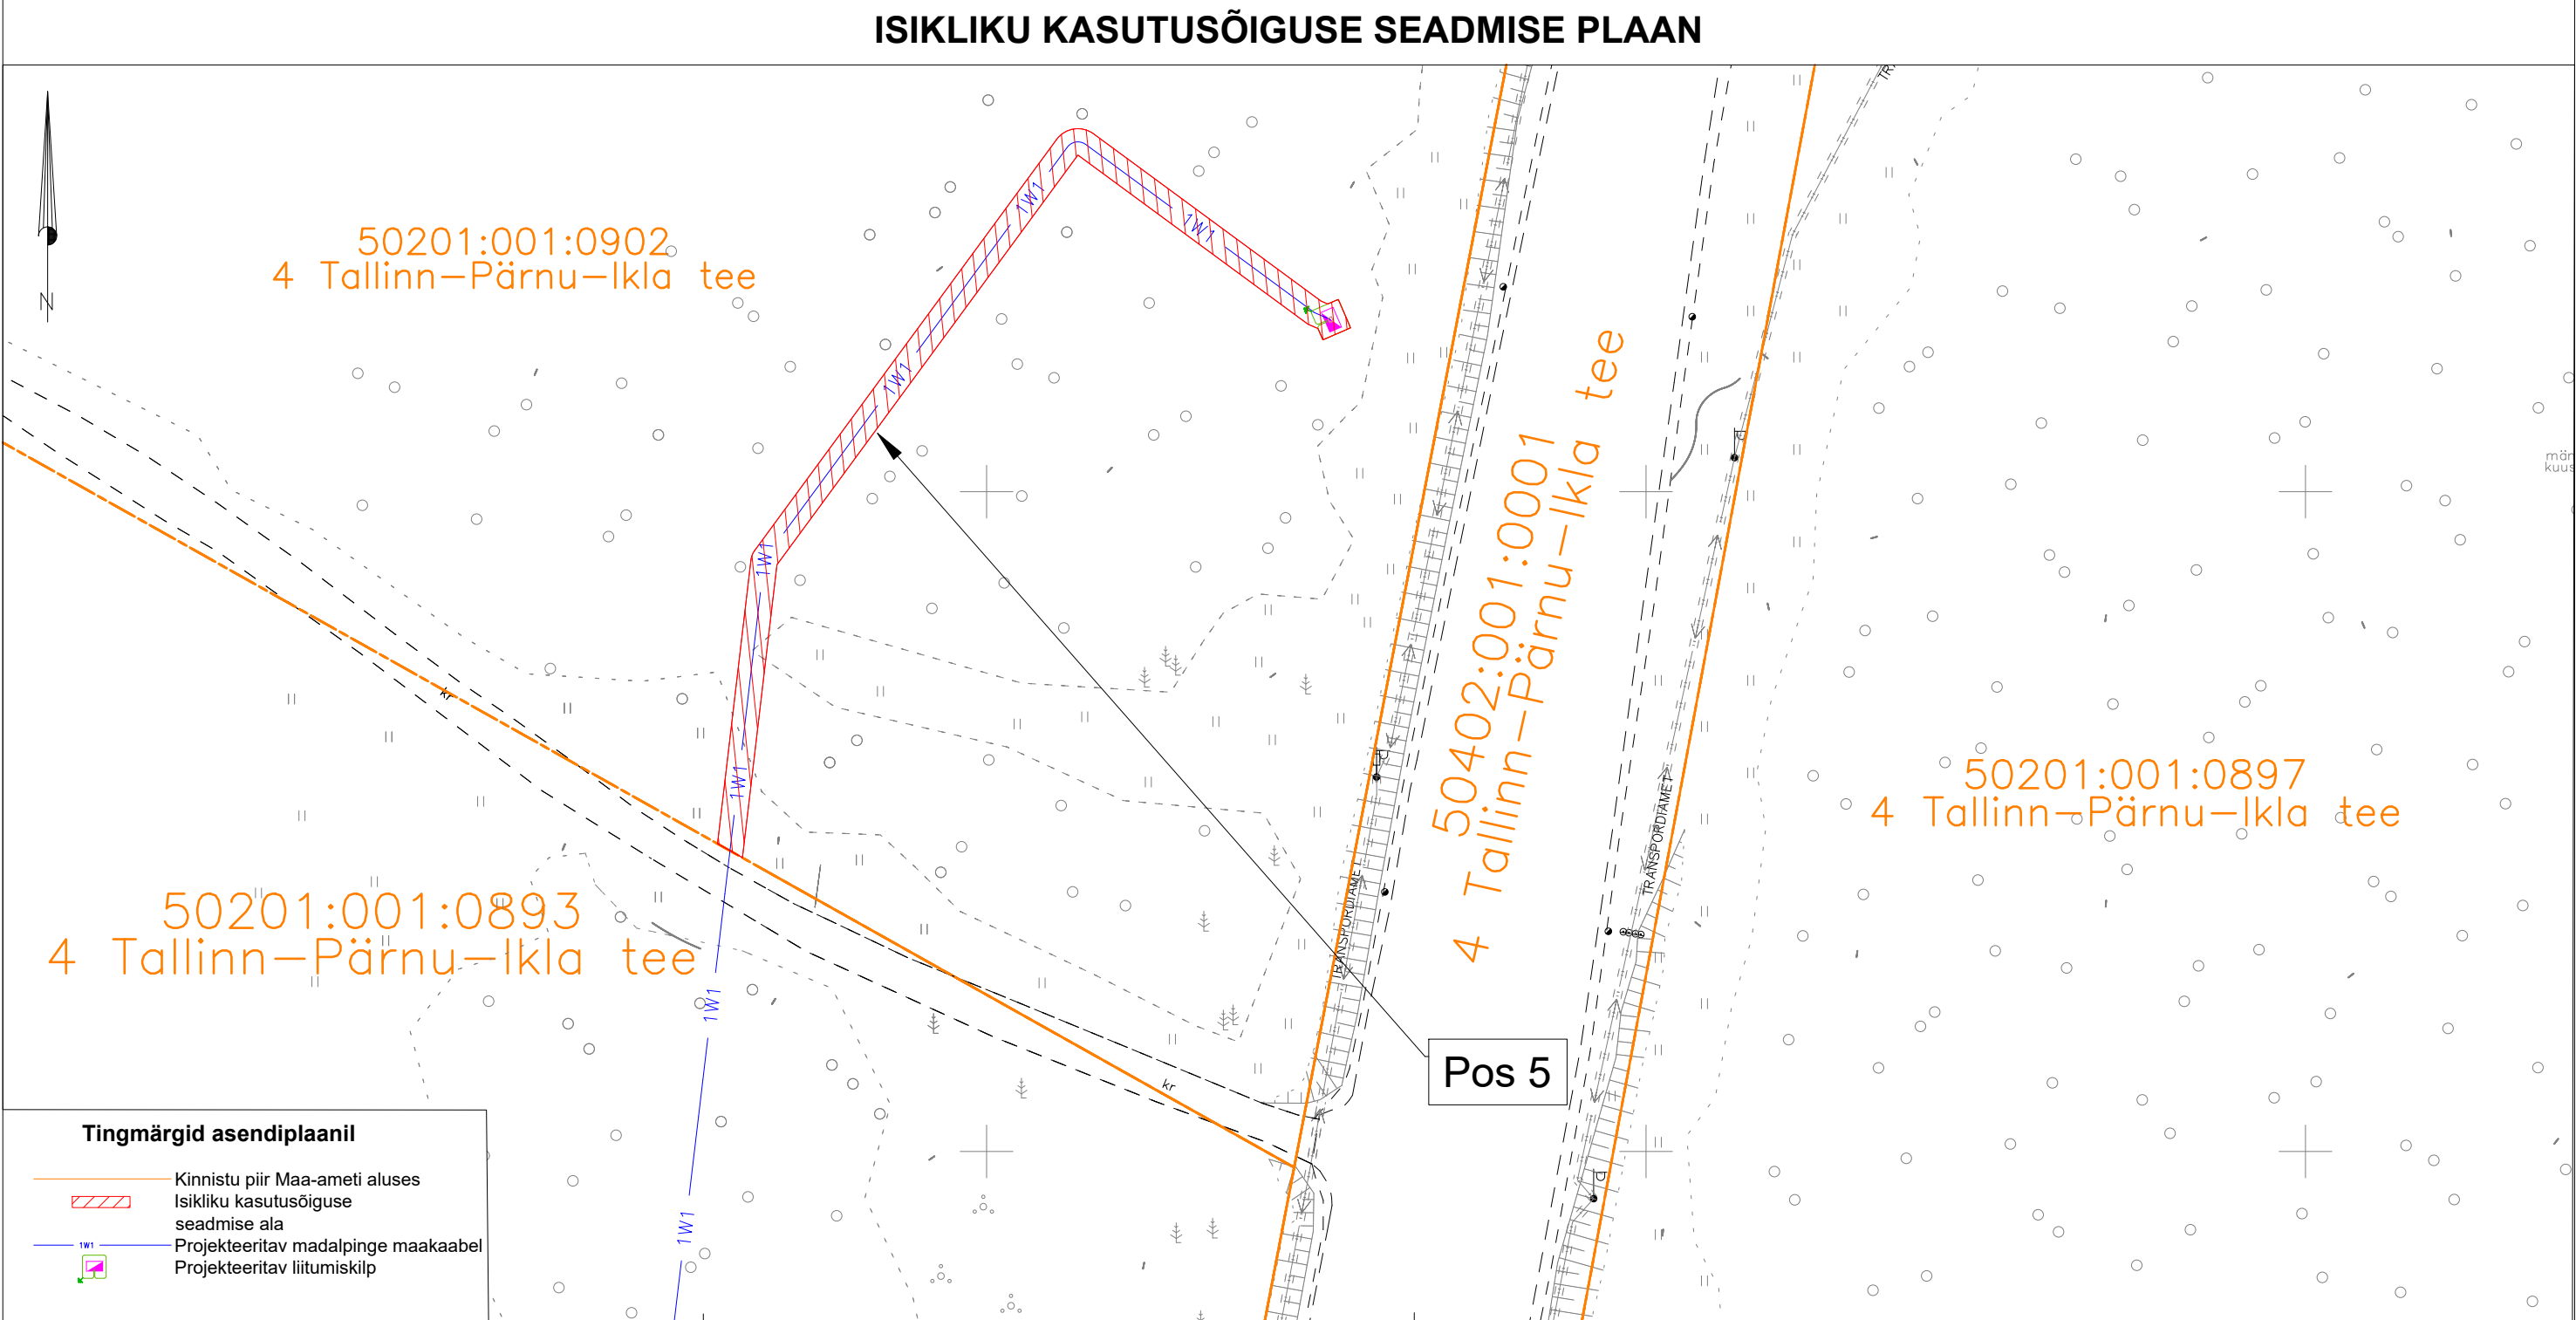 ISIKLIKU KASUTUSÕIGUSE SEADMISE PLAAN
N
50201:001:0902
4 Tallinn-Pärnu-Ikla tee
1W1
1W1
1W1
1W1
1W1
1W1
1W1
50402:001:0001
4 Tallinn-Pärnu-Ikla tee
50201:001:0897
4 Tallinn-Pärnu-Ikla tee
50201:001:0893
4 Tallinn-Pärnu-Ikla tee
kr
kr
TRANSPORDIAMET
TRANSPORDIAMET
Pos 5
Tingmärgid asendiplaanil
Kinnistu piir Maa-ameti aluses
Isikliku kasutusõiguse
seadmise ala
1W1
Projekteeritav madalpinge maakaabel
Projekteeritav liitumiskilp